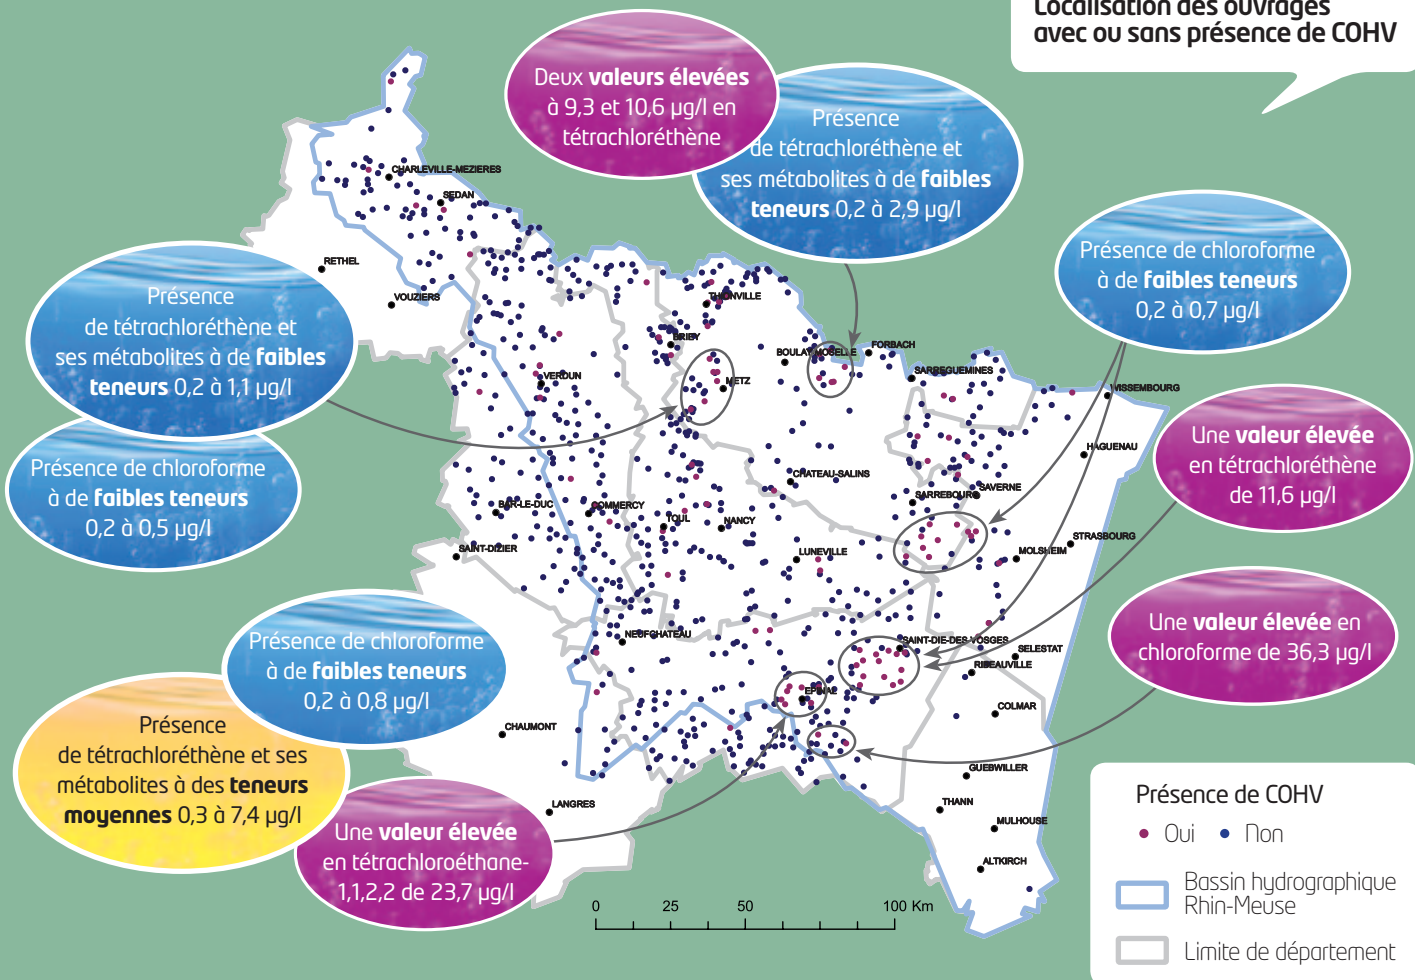 Localisation des ouvrages
avec ou sans présence de COHV
Deux valeurs élevées
à 9,3 et 10,6 µg/l en
tétrachloréthène
Présence
de tétrachloréthène et
ses métabolites à de faibles
teneurs 0,2 à 2,9 µg/l
Présence de chloroforme
à de faibles teneurs
0,2 à 0,7 µg/l
Présence
de tétrachloréthène et
ses métabolites à de faibles
teneurs 0,2 à 1,1 µg/l
Présence de chloroforme
à de faibles teneurs
0,2 à 0,5 µg/l
Une valeur élevée
en tétrachloréthène
de 11,6 µg/l
Une valeur élevée en
chloroforme de 36,3 µg/l
Présence de chloroforme
à de faibles teneurs
0,2 à 0,8 µg/l
Présence
de tétrachloréthène et ses
métabolites à des teneurs
moyennes 0,3 à 7,4 µg/l
Une valeur élevée
en tétrachloroéthane-
1,1,2,2 de 23,7 µg/l
CHARLEVILLE-MEZIERES
SEDAN
RETHEL
VOUZIERS
THIONVILLE
BRIEY
BOULAY-MOSELLE
FORBACH
SARREGUEMINES
WISSEMBOURG
VERDUN
METZ
HAGUENAU
CHATEAU-SALINS
SARREBOURG
SAVERNE
BAR-LE-DUC
COMMERCY
TOUL
NANCY
STRASBOURG
SAINT-DIZIER
LUNEVILLE
MOLSHEIM
NEUFCHATEAU
SAINT-DIE-DES-VOSGES
SELESTAT
RIBEAUVILLE
EPINAL
COLMAR
CHAUMONT
GUEBWILLER
LANGRES
THANN
MULHOUSE
ALTKIRCH
0 25 50 100 Km
Présence de COHV
Oui Non
Bassin hydrographique
Rhin-Meuse
Limite de département